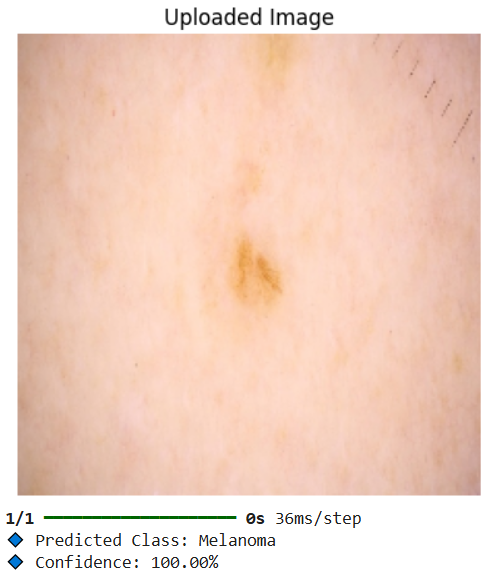 Uploaded Image
1/1 ━━━━━━━━━━━━━━━━━━━━ 0s 36ms/step
🔹 Predicted Class: Melanoma
🔹 Confidence: 100.00%